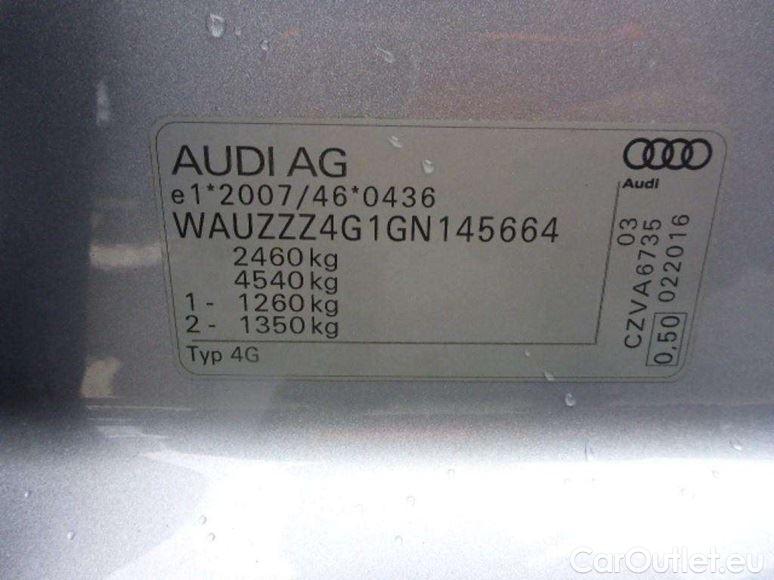 AUDI AG
e1*2007/46*0436
WAUZZZ4G1GN145664
2460 kg
4540 kg
1 - 1260 kg
2 - 1350 kg
Typ 4G
Audi
03
CZVA6735
0,50 022016
CarOutlet.eu